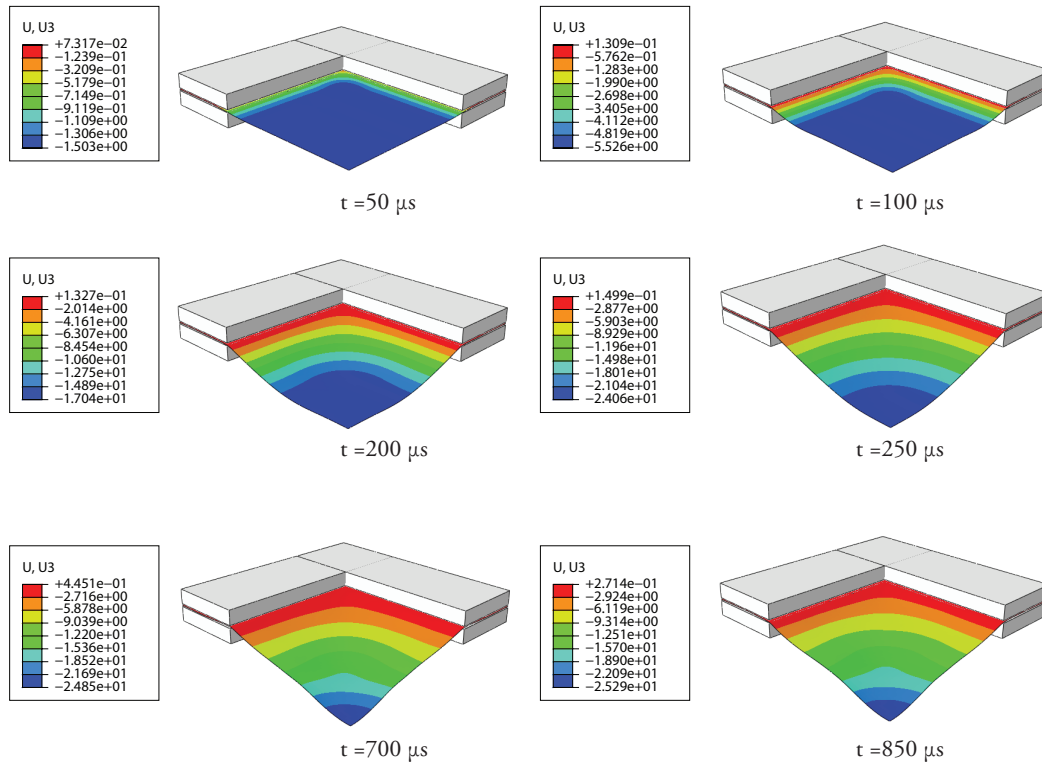 U, U3
+7.317e−02
−1.239e−01
−3.209e−01
−5.179e−01
−7.149e−01
−9.119e−01
−1.109e+00
−1.306e+00
−1.503e+00
t =50 μs
U, U3
+1.309e−01
−5.762e−01
−1.283e+00
−1.990e+00
−2.698e+00
−3.405e+00
−4.112e+00
−4.819e+00
−5.526e+00
t =100 μs
U, U3
+1.327e−01
−2.014e+00
−4.161e+00
−6.307e+00
−8.454e+00
−1.060e+01
−1.275e+01
−1.489e+01
−1.704e+01
t =200 μs
U, U3
+1.499e−01
−2.877e+00
−5.903e+00
−8.929e+00
−1.196e+01
−1.498e+01
−1.801e+01
−2.104e+01
−2.406e+01
t =250 μs
U, U3
+4.451e−01
−2.716e+00
−5.878e+00
−9.039e+00
−1.220e+01
−1.536e+01
−1.852e+01
−2.169e+01
−2.485e+01
t =700 μs
U, U3
+2.714e−01
−2.924e+00
−6.119e+00
−9.314e+00
−1.251e+01
−1.570e+01
−1.890e+01
−2.209e+01
−2.529e+01
t =850 μs